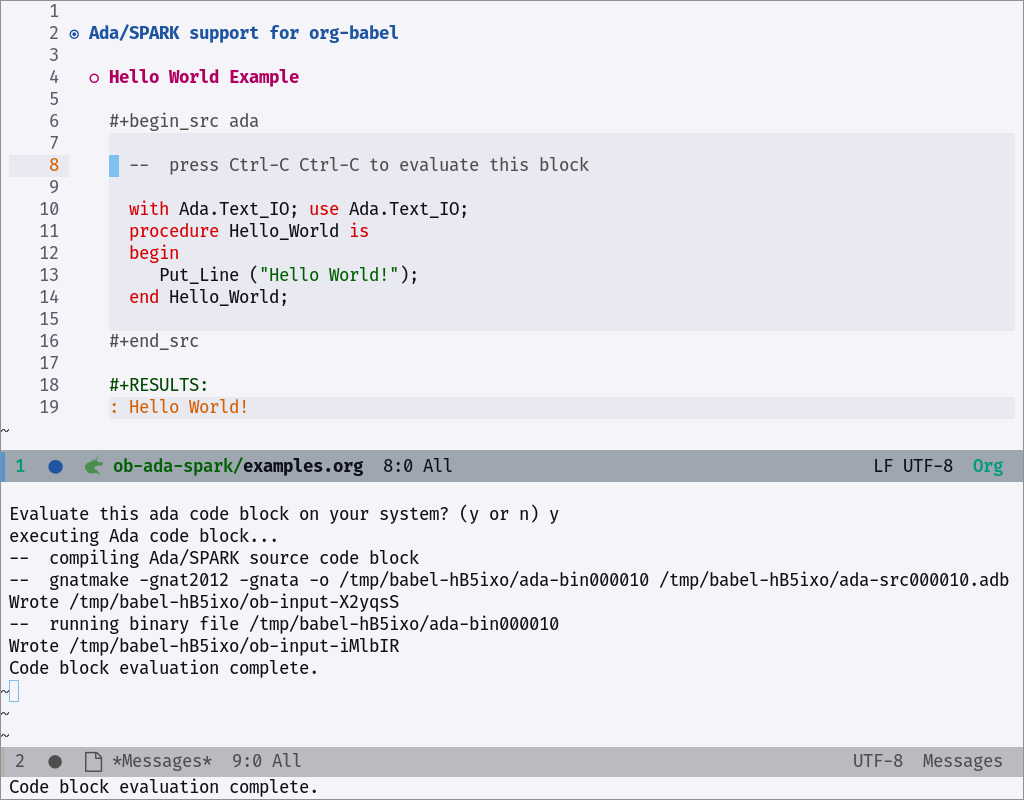 1
2 Ada/SPARK support for org-babel
3
4 Hello World Example
5
6 #+begin_src ada
7
8 --  press Ctrl-C Ctrl-C to evaluate this block
9
10 with Ada.Text_IO; use Ada.Text_IO;
11 procedure Hello_World is
12 begin
13    Put_Line ("Hello World!");
14 end Hello_World;
15
16 #+end_src
17
18 #+RESULTS:
19 : Hello World!
~
1 ob-ada-spark/examples.org 8:0 All LF UTF-8 Org
Evaluate this ada code block on your system? (y or n) y
executing Ada code block...
--  compiling Ada/SPARK source code block
--  gnatmake -gnat2012 -gnata -o /tmp/babel-hB5ixo/ada-bin000010 /tmp/babel-hB5ixo/ada-src000010.adb
Wrote /tmp/babel-hB5ixo/ob-input-X2yqsS
--  running binary file /tmp/babel-hB5ixo/ada-bin000010
Wrote /tmp/babel-hB5ixo/ob-input-iMlbIR
Code block evaluation complete.
~
~
~
2 *Messages* 9:0 All UTF-8 Messages
Code block evaluation complete.